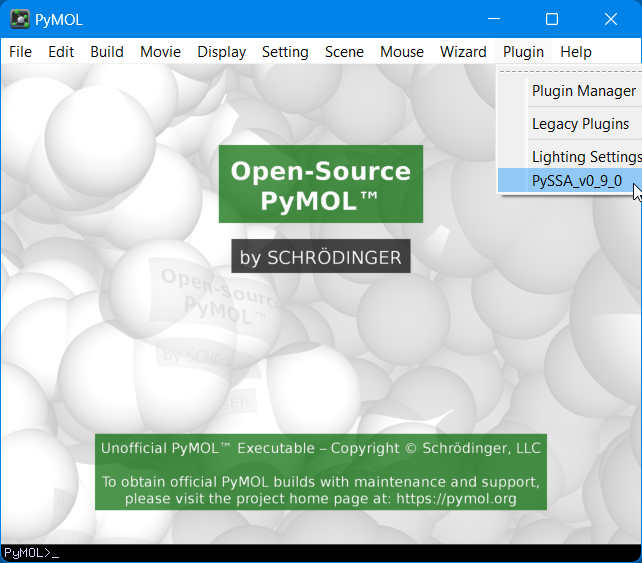 PyMOL
File Edit Build Movie Display Setting Scene Mouse Wizard Plugin Help
Plugin Manager
Legacy Plugins
Lighting Settings
PySSA_v0_9_0
Open-Source
PyMOL™
by SCHRÖDINGER
Open-Source
PyMOL™
by SCHR
ER
Unofficial PyMOL™ Executable – Copyright © Schrödinger, LLC
To obtain official PyMOL builds with maintenance and support,
please visit the project home page at: https://pymol.org
PyMOL>_